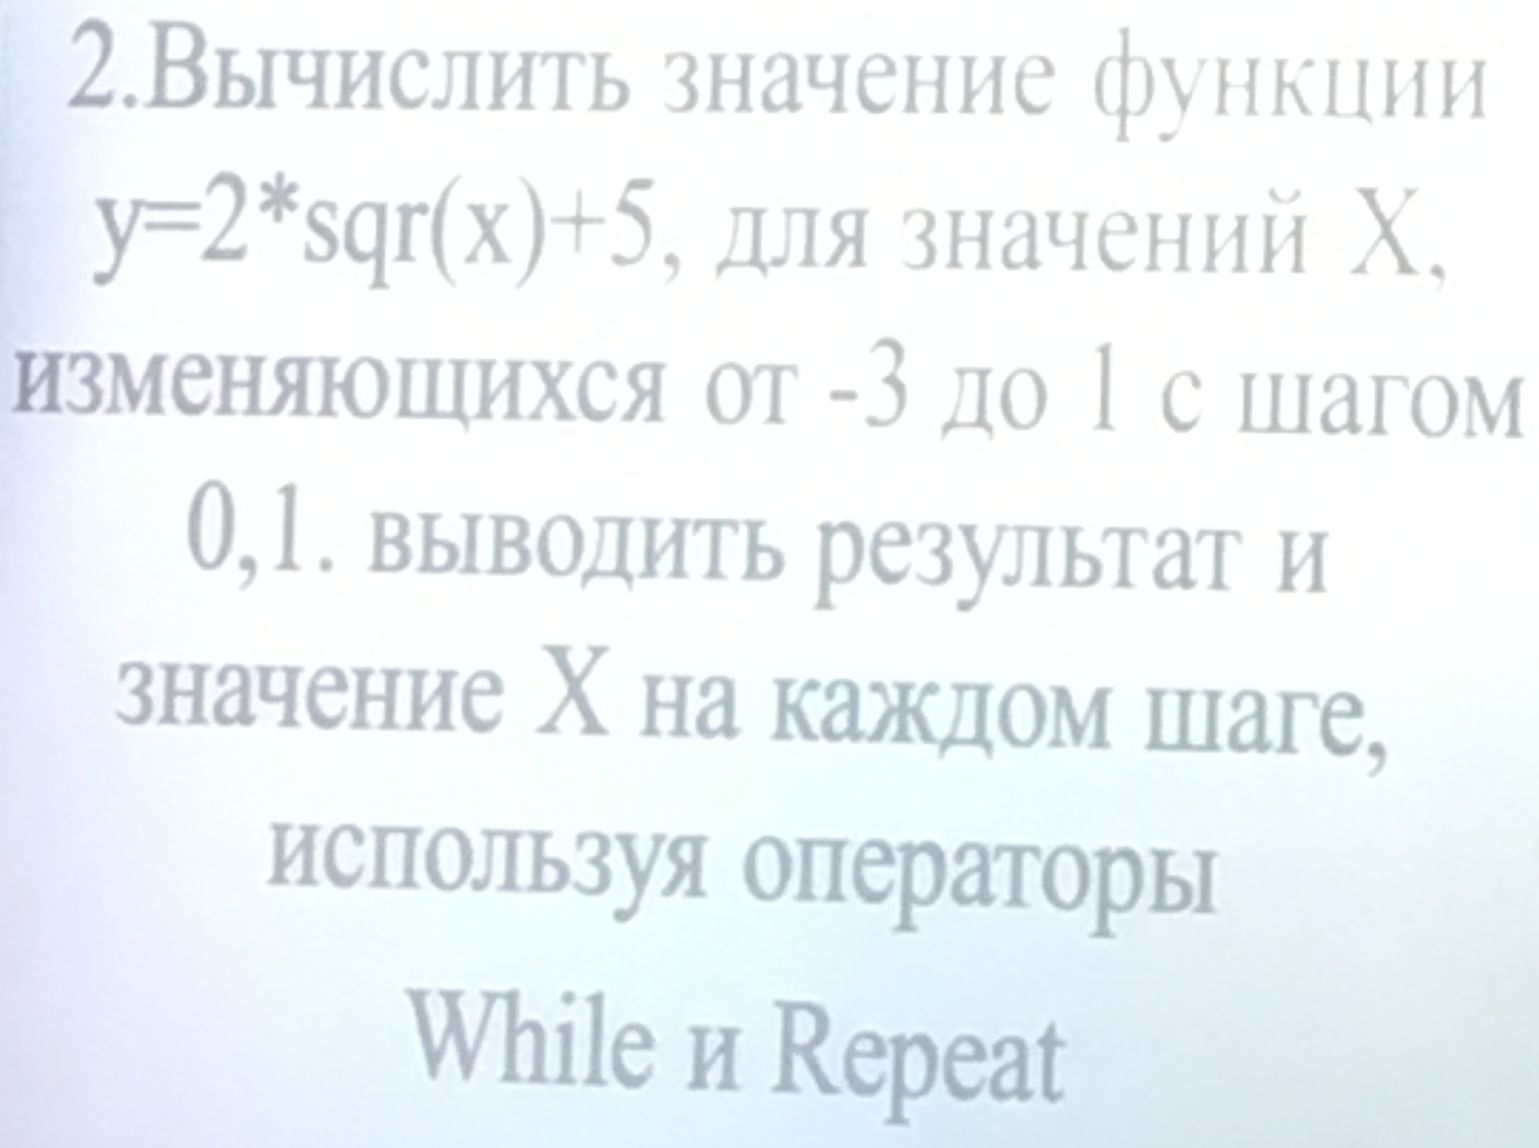 2.Вычислить значение функции
y=2*sqr(x)+5, для значений X,
изменяющихся от -3 до 1 с шагом
0,1. выводить результат и
значение X на каждом шаге,
используя операторы
While и Repeat